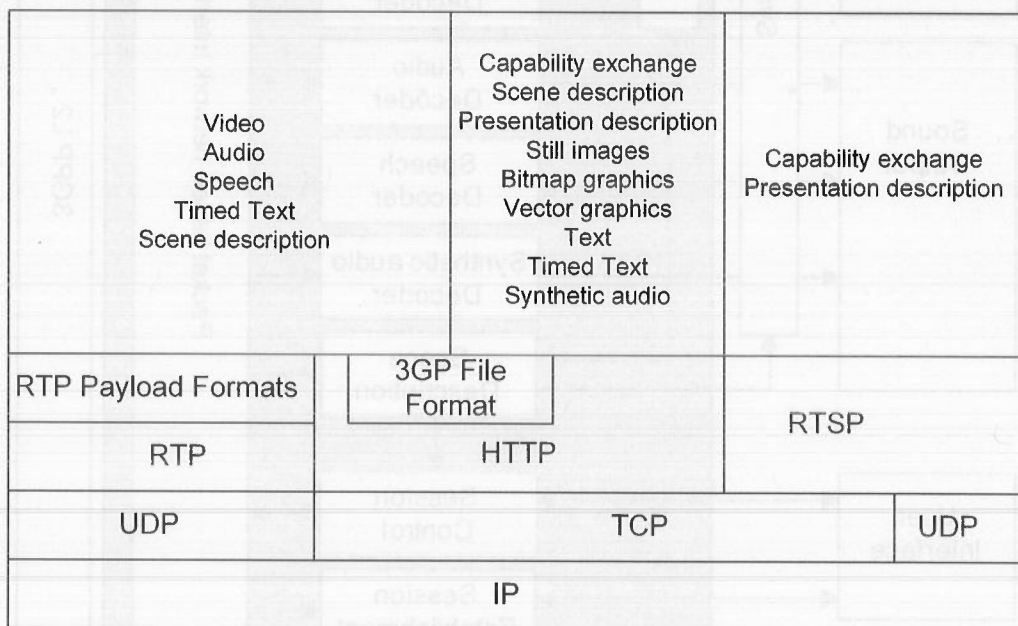 Video
Audio
Speech
Timed Text
Scene description
Capability exchange
Scene description
Presentation description
Still images
Bitmap graphics
Vector graphics
Text
Timed Text
Synthetic audio
Capability exchange
Presentation description
RTP Payload Formats
3GP File
Format
RTSP
RTP
HTTP
UDP
TCP
UDP
IP